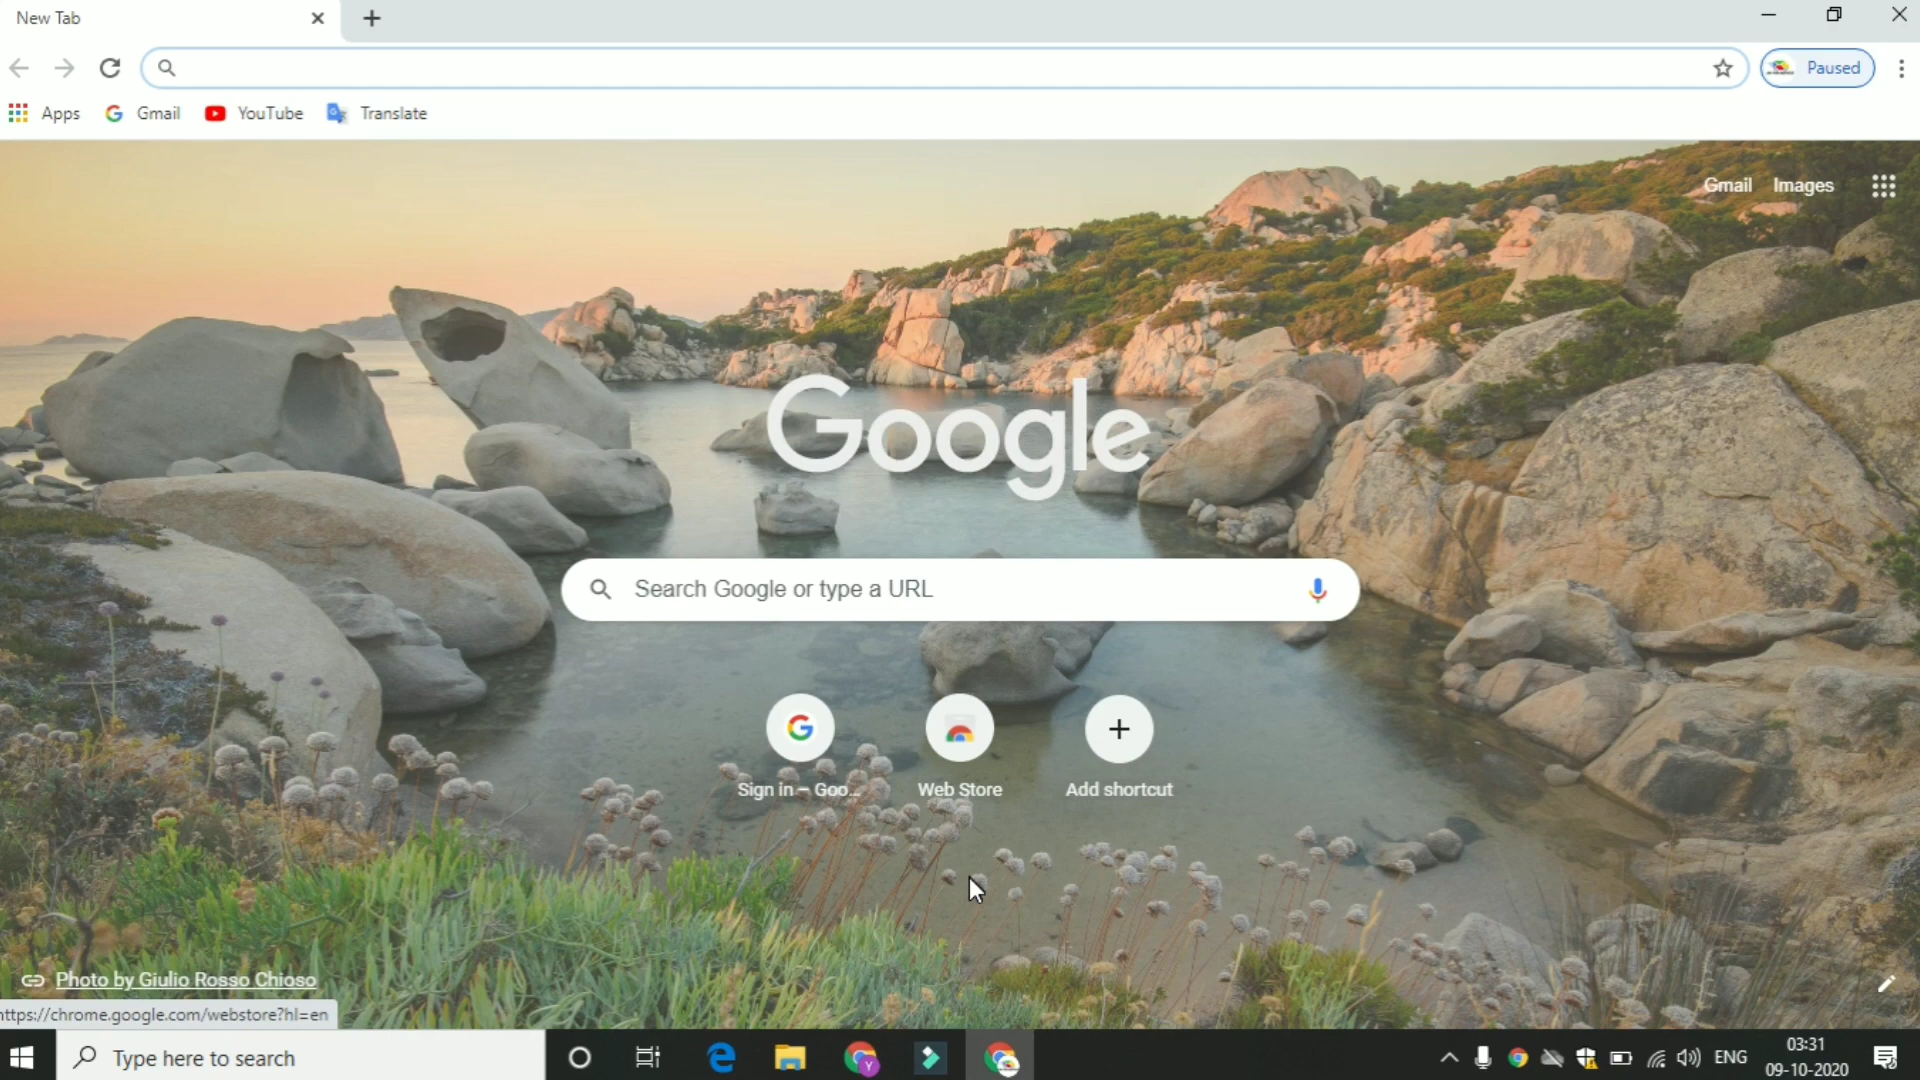 New Tab
Paused
Apps
Gmail
YouTube
Translate
Gmail
Images
Google
Search Google or type a URL
Sign in – Goo...
Web Store
Add shortcut
Photo by Giulio Rosso Chioso
https://chrome.google.com/webstore?hl=en
Type here to search
ENG
03:31
09-10-2020